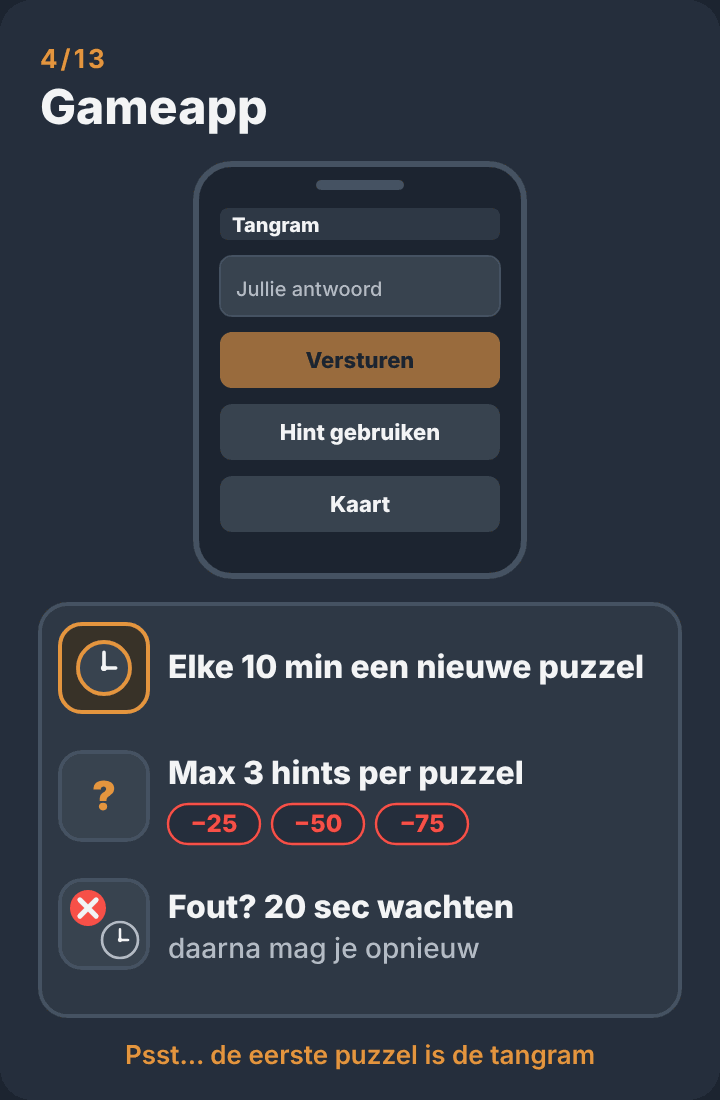 4/13
Gameapp
Tangram
Jullie antwoord
Versturen
Hint gebruiken
Kaart
Elke 10 min een nieuwe puzzel
?
Max 3 hints per puzzel
−25 −50 −75
Fout? 20 sec wachten
daarna mag je opnieuw
Psst... de eerste puzzel is de tangram